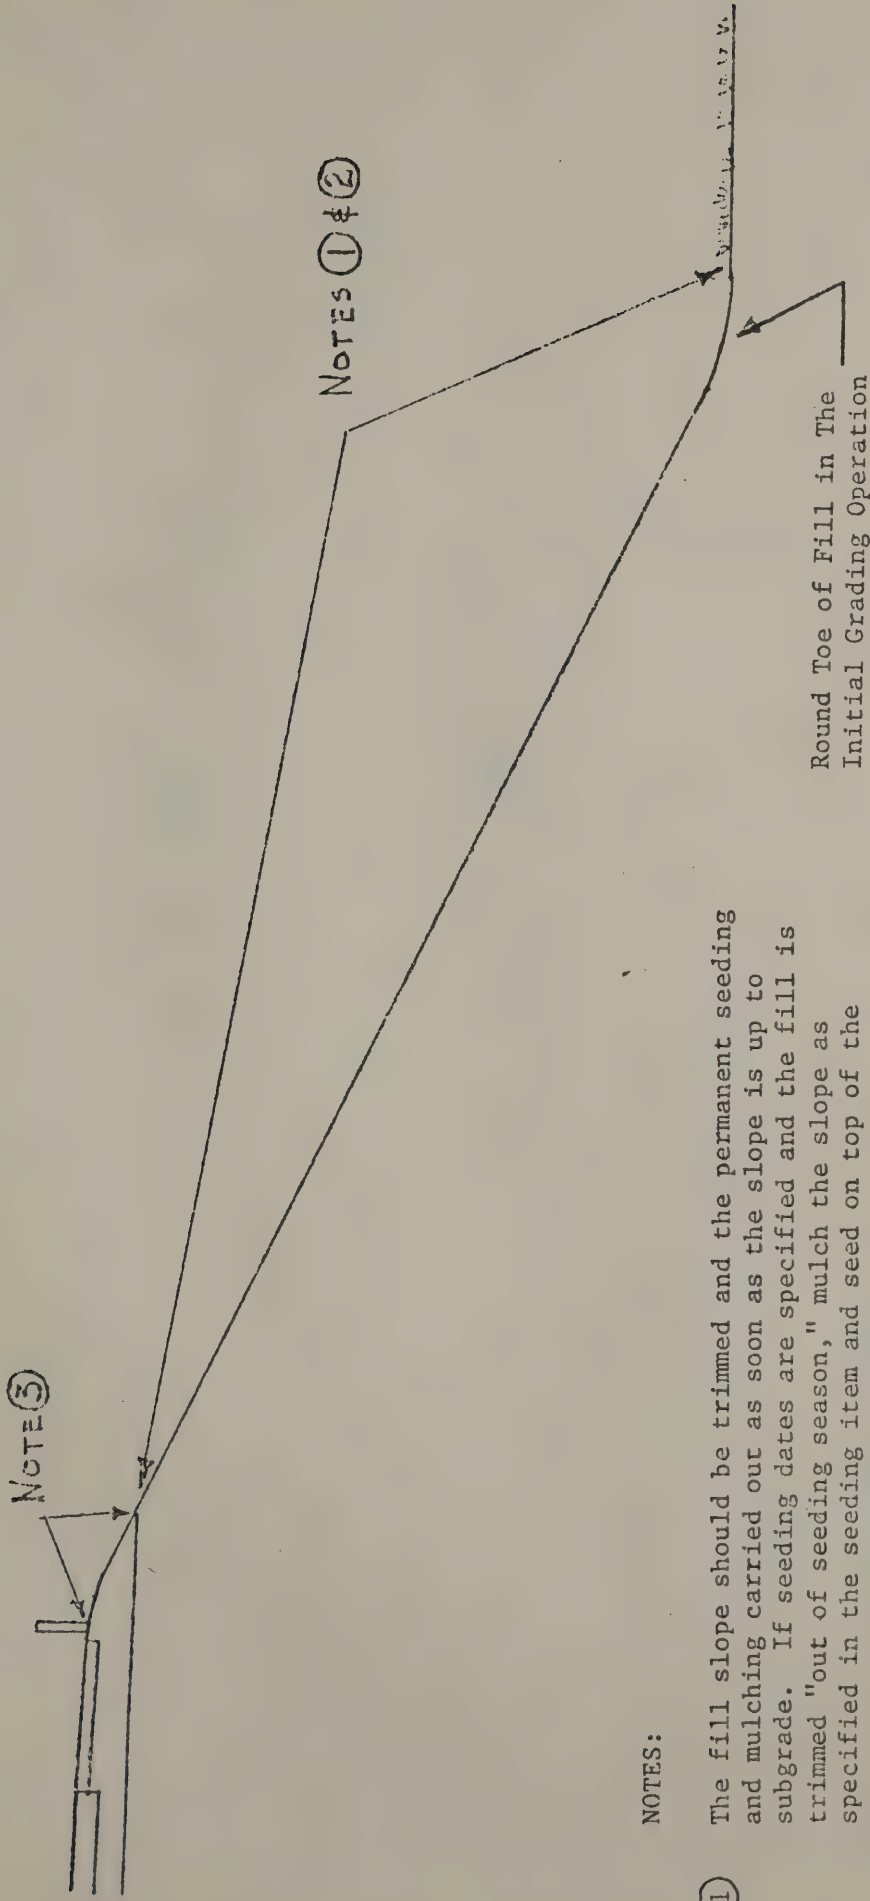 NOTE ③
NOTES ① & ②
Round Toe of Fill in The
Initial Grading Operation
NOTES:
① The fill slope should be trimmed and the permanent seeding
and mulching carried out as soon as the slope is up to
subgrade. If seeding dates are specified and the fill is
trimmed "out of seeding season," mulch the slope as
specified in the seeding item and seed on top of the